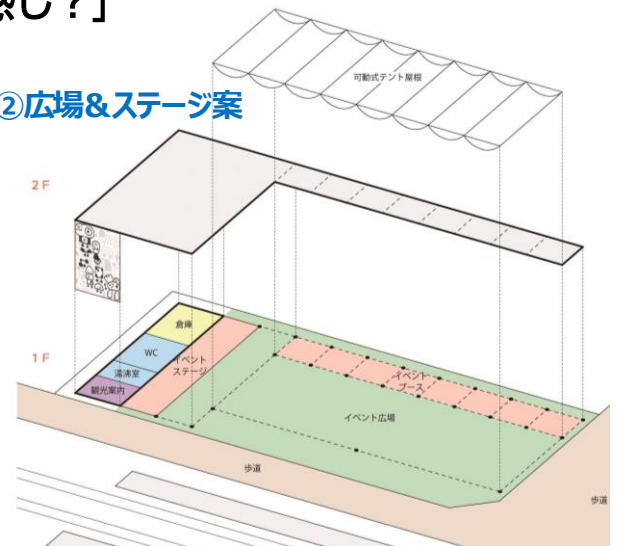 熱し？」
②広場&ステージ案
可動式テント屋根
2F
1F
倉庫
WC
湯沸室
観光案内
イベント
ステージ
イベント
ブース
イベント広場
歩道
歩道